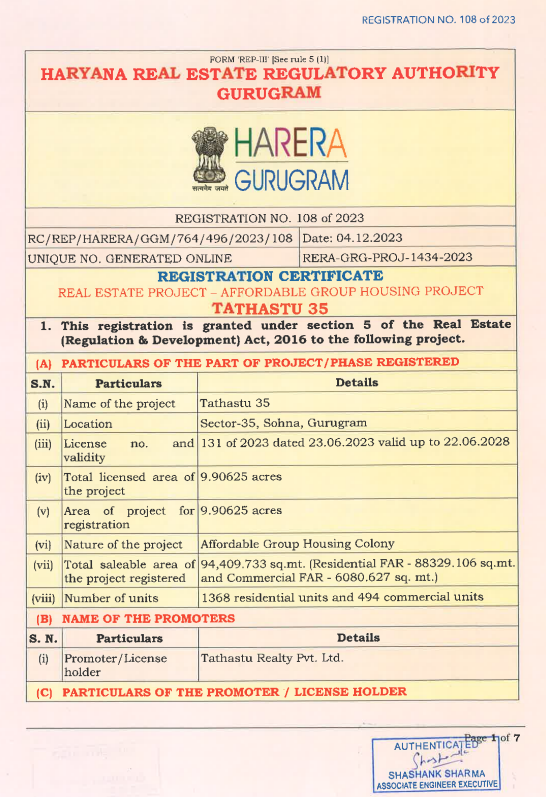 REGISTRATION NO. 108 of 2023
FORM 'REP-III' [See rule 5 (1)]
HARYANA REAL ESTATE REGULATORY AUTHORITY
GURUGRAM
HARERA
सत्यमेव जयते
GURUGRAM
REGISTRATION NO. 108 of 2023
RC/REP/HARERA/GGM/764/496/2023/108 Date: 04.12.2023
UNIQUE NO. GENERATED ONLINE RERA-GRG-PROJ-1434-2023
REGISTRATION CERTIFICATE
REAL ESTATE PROJECT – AFFORDABLE GROUP HOUSING PROJECT
TATHASTU 35
1. This registration is granted under section 5 of the Real Estate
(Regulation & Development) Act, 2016 to the following project.
(A) PARTICULARS OF THE PART OF PROJECT/PHASE REGISTERED
S.N. Particulars Details
(i) Name of the project Tathastu 35
(ii) Location Sector-35, Sohna, Gurugram
(iii) License no. and 131 of 2023 dated 23.06.2023 valid up to 22.06.2028
validity
(iv) Total licensed area of 9.90625 acres
the project
(v) Area of project for 9.90625 acres
registration
(vi) Nature of the project Affordable Group Housing Colony
(vii) Total saleable area of 94,409.733 sq.mt. (Residential FAR - 88329.106 sq.mt.
the project registered and Commercial FAR - 6080.627 sq. mt.)
(viii) Number of units 1368 residential units and 494 commercial units
(B) NAME OF THE PROMOTERS
S. N. Particulars Details
(i) Promoter/License Tathastu Realty Pvt. Ltd.
holder
(C) PARTICULARS OF THE PROMOTER / LICENSE HOLDER
Page 1 of 7
AUTHENTICATED
Shashank
SHASHANK SHARMA
ASSOCIATE ENGINEER EXECUTIVE